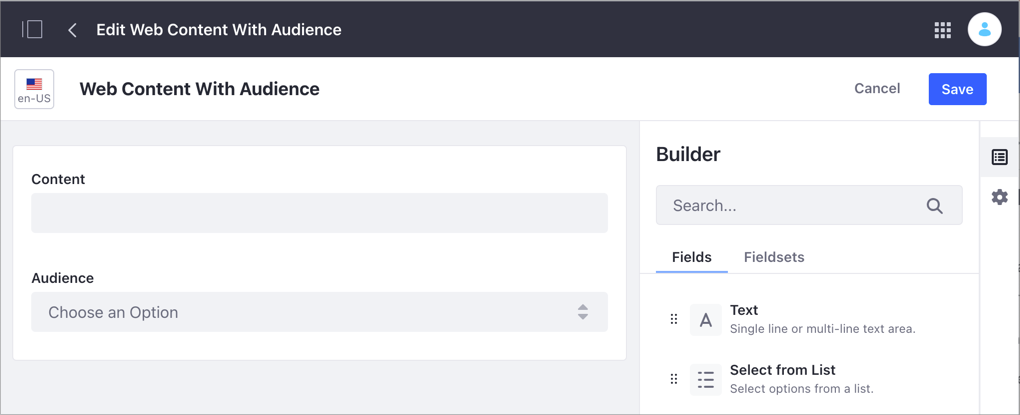 Edit Web Content With Audience
en-US
Web Content With Audience
Cancel
Save
Content
Audience
Choose an Option
Builder
Search...
Fields
Fieldsets
Text
Single line or multi-line text area.
Select from List
Select options from a list.